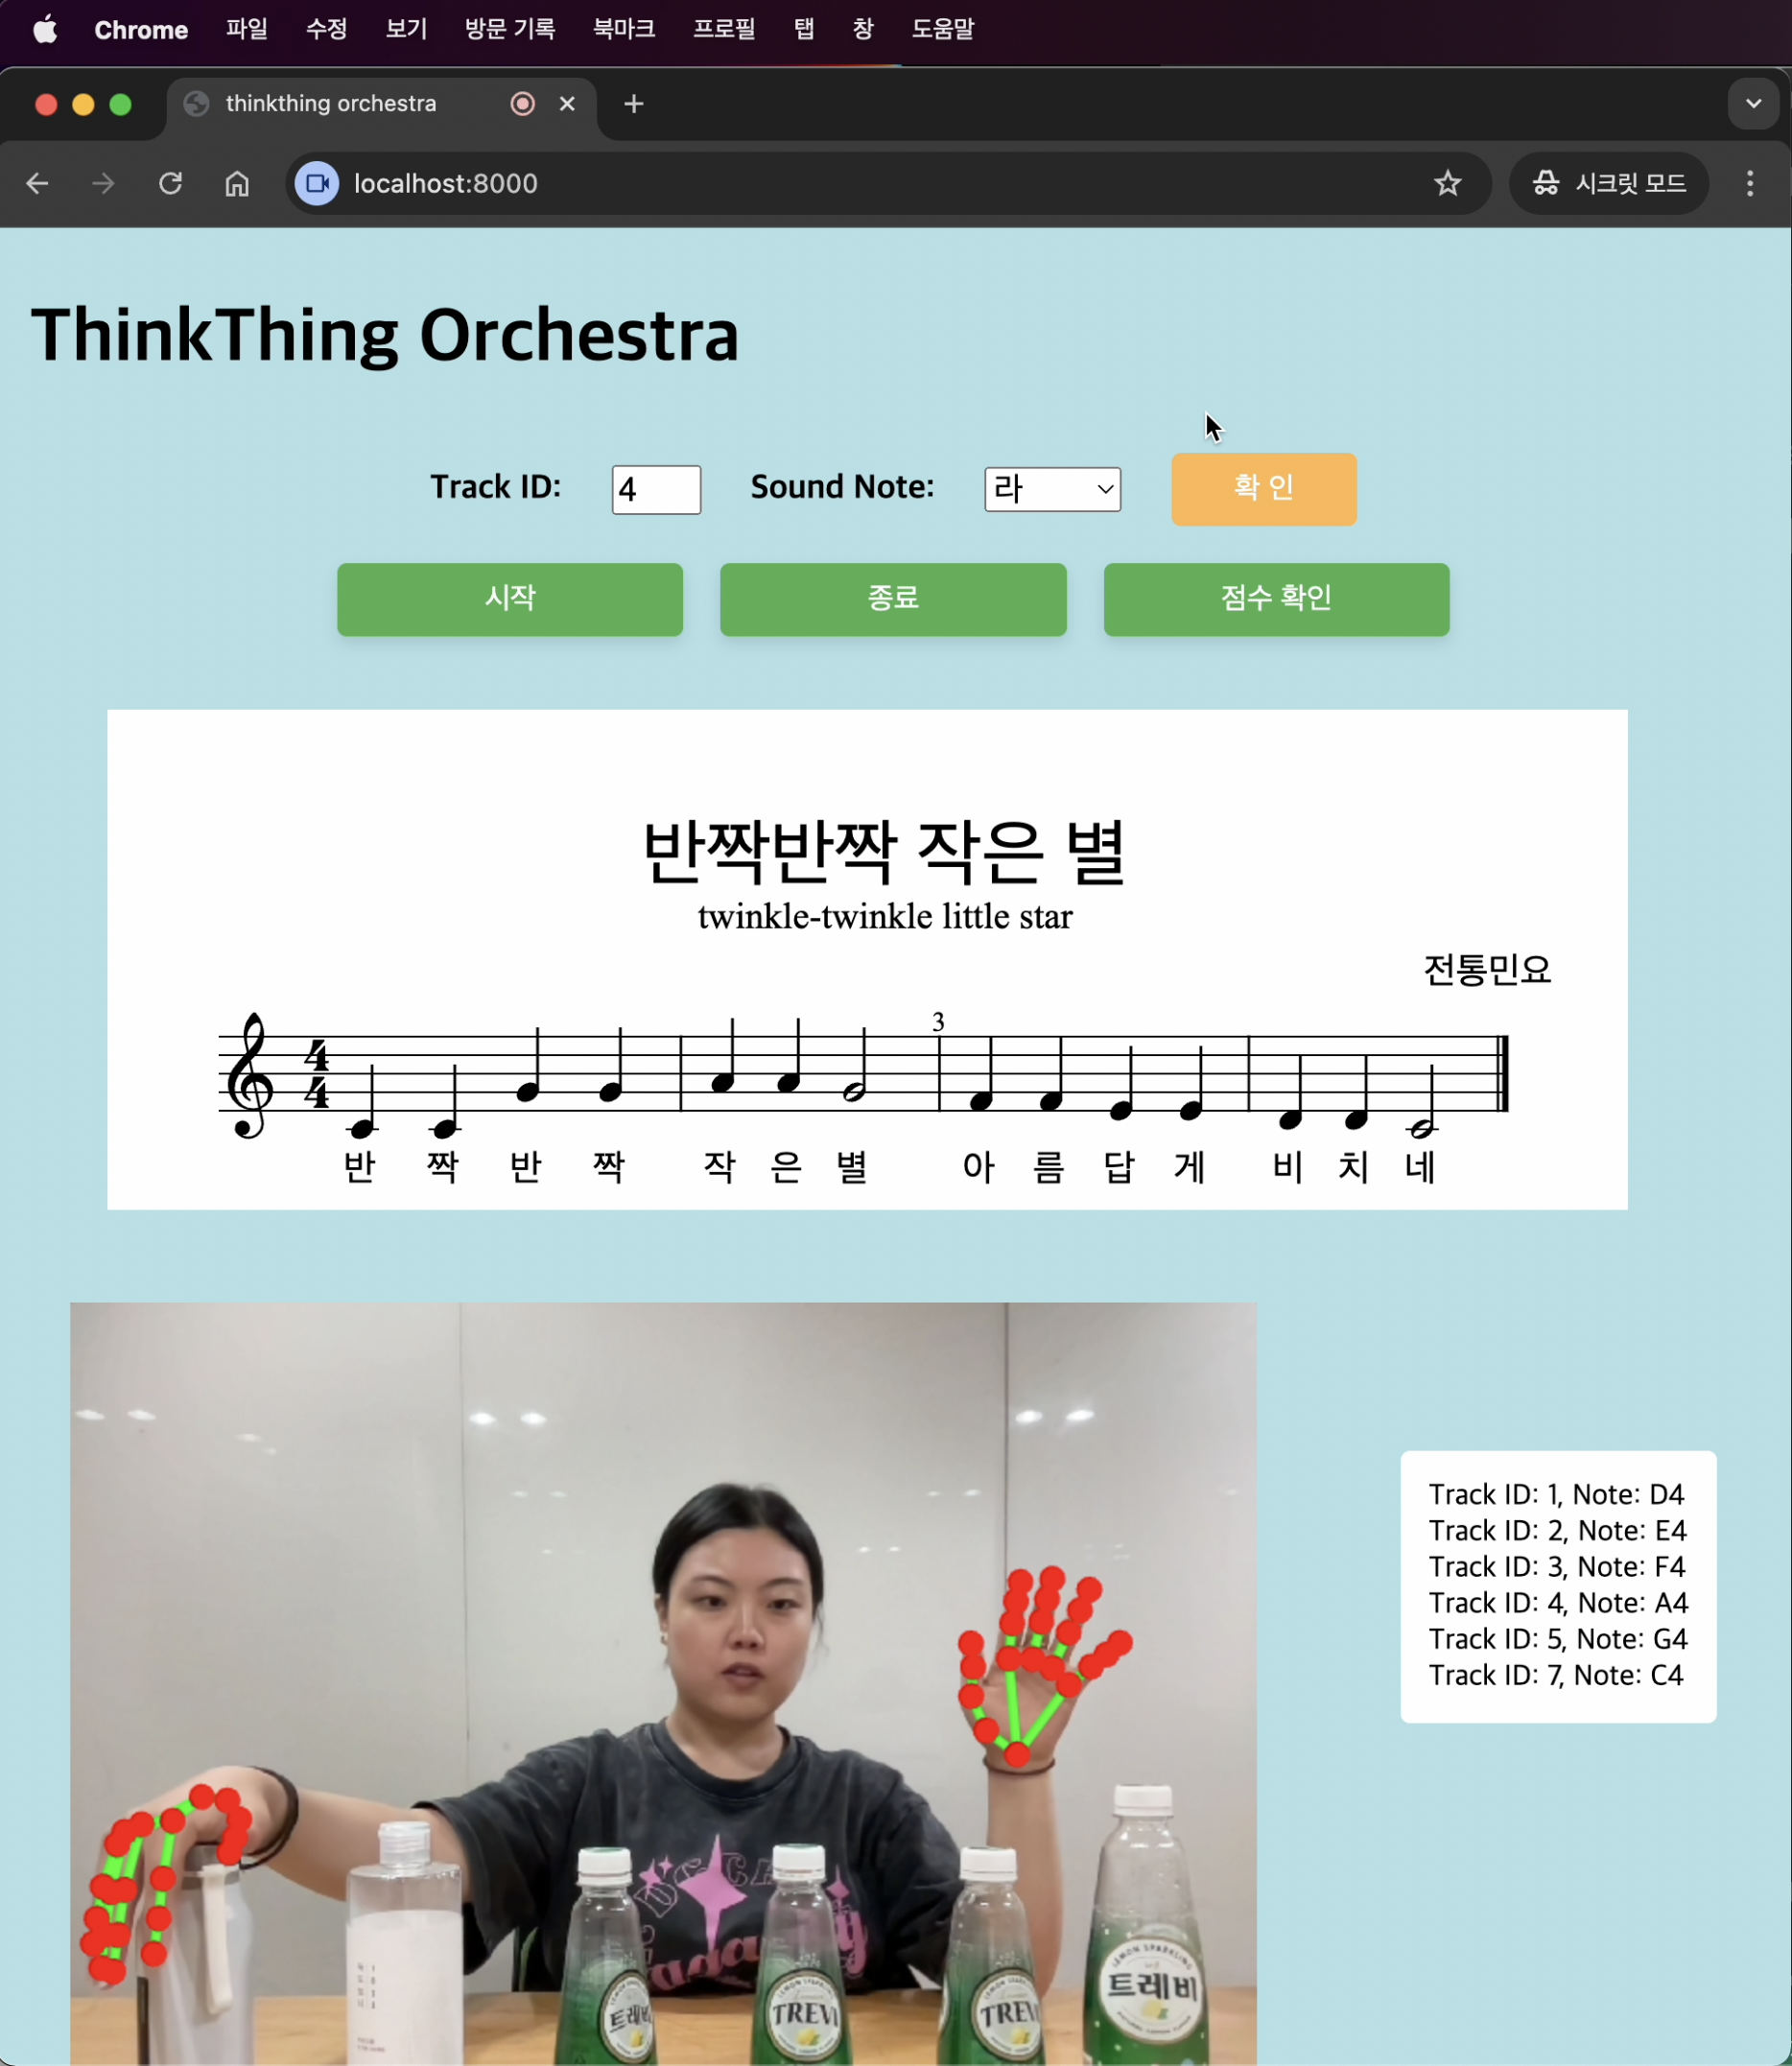 Chrome 파일 수정 보기 방문 기록 북마크 프로필 탭 창 도움말
thinkthing orchestra
localhost:8000
시크릿 모드
ThinkThing Orchestra
Track ID: 4 Sound Note: 라 확 인
시작 종료 점수 확인
반짝반짝 작은 별
twinkle-twinkle little star
전통민요
3
4
4
반 짝 반 짝 작 은 별 아 름 답 게 비 치 네
Track ID: 1, Note: D4
Track ID: 2, Note: E4
Track ID: 3, Note: F4
Track ID: 4, Note: A4
Track ID: 5, Note: G4
Track ID: 7, Note: C4
트레비
TREVI
TREVI
LEMON SPARKLING
트레비